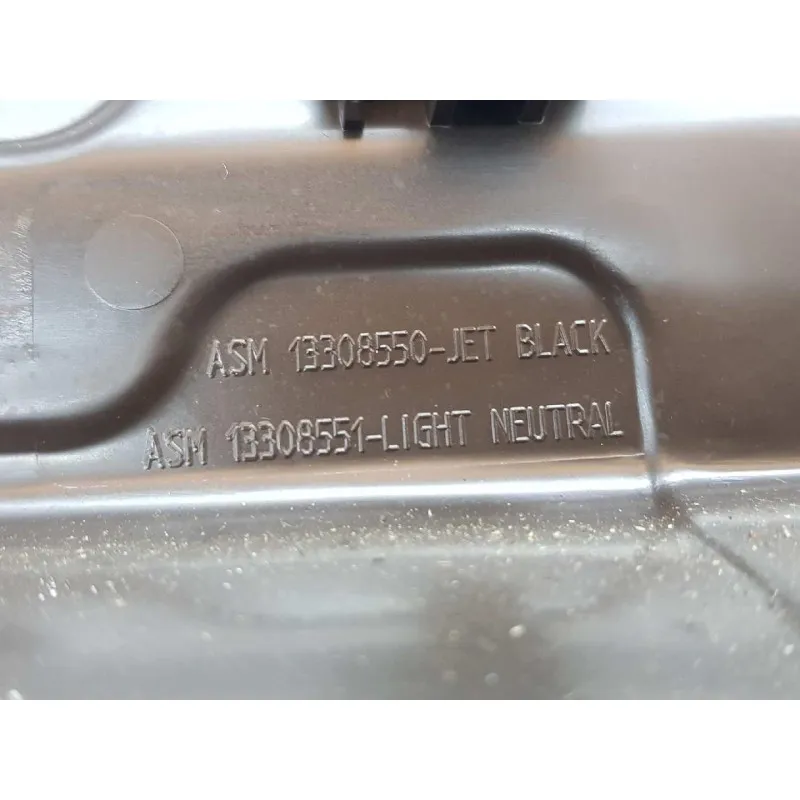 ASM 13308550-JET BLACK
ASM 13308551-LIGHT NEUTRAL